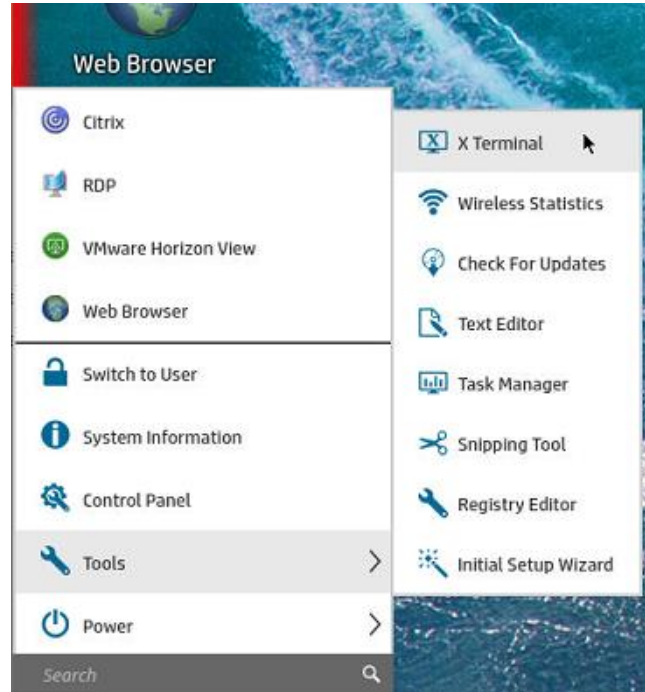 Web Browser
Citrix
RDP
VMware Horizon View
Web Browser
Switch to User
System Information
Control Panel
Tools
Power
Search
X Terminal
Wireless Statistics
Check For Updates
Text Editor
Task Manager
Snipping Tool
Registry Editor
Initial Setup Wizard